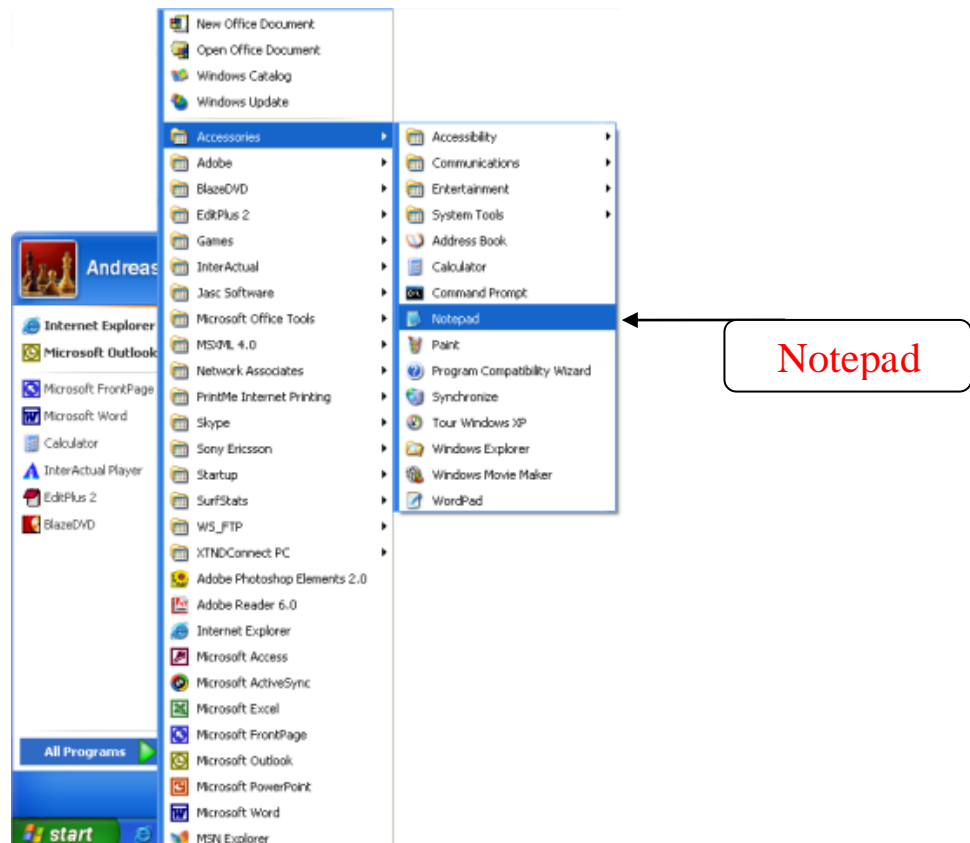 New Office Document
Open Office Document
Windows Catalog
Windows Update
Accessories
Adobe
BlazeDVD
EditPlus 2
Games
InterActual
Jasc Software
Microsoft Office Tools
MSXML 4.0
Network Associates
PrintMe Internet Printing
Skype
Sony Ericsson
Startup
SurfStats
WS_FTP
XTNDConnect PC
Adobe Photoshop Elements 2.0
Adobe Reader 6.0
Internet Explorer
Microsoft Access
Microsoft ActiveSync
Microsoft Excel
Microsoft FrontPage
Microsoft Outlook
Microsoft PowerPoint
Microsoft Word
MSN Explorer
Accessibility
Communications
Entertainment
System Tools
Address Book
Calculator
Command Prompt
Notepad
Paint
Program Compatibility Wizard
Synchronize
Tour Windows XP
Windows Explorer
Windows Movie Maker
WordPad
Notepad
Andreas
Internet Explorer
Microsoft Outlook
Microsoft FrontPage
Microsoft Word
Calculator
InterActual Player
EditPlus 2
BlazeDVD
All Programs
start